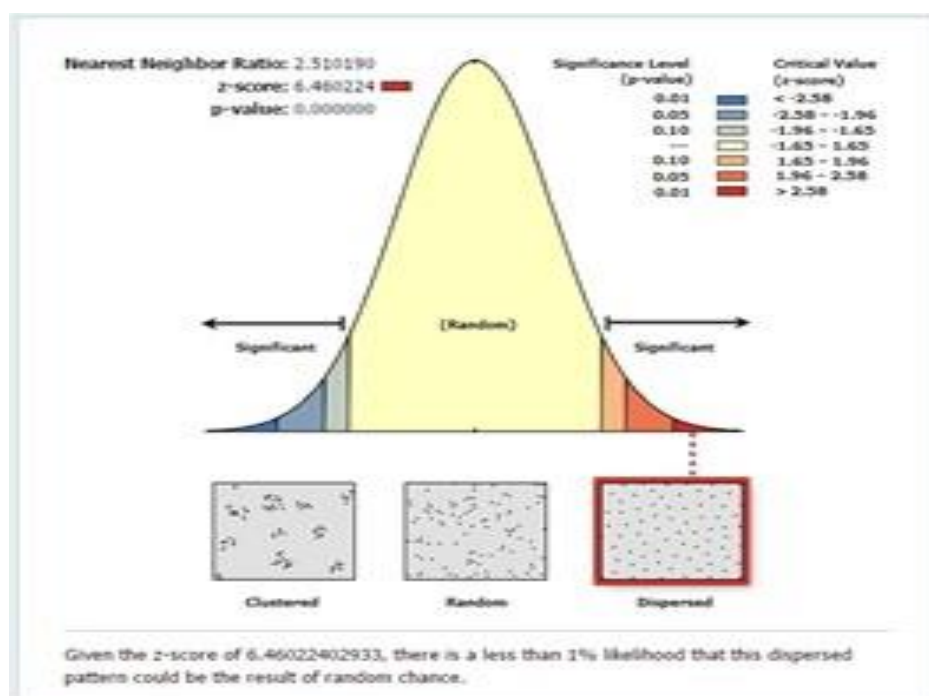 Nearest Neighbor Ratio: 2.510190
z-score: 6.460224
p-value: 0.000000
Significance Level
(p-value)
Critical Value
(z-score)
0.01 < -2.58
0.05 -2.58 - -1.96
0.10 -1.96 - -1.65
--- -1.65 - 1.65
0.10 1.65 - 1.96
0.05 1.96 - 2.58
0.01 > 2.58
(Random)
Significant
Significant
Clustered
Random
Dispersed
Given the z-score of 6.46022402933, there is a less than 1% likelihood that this dispersed
pattern could be the result of random chance.